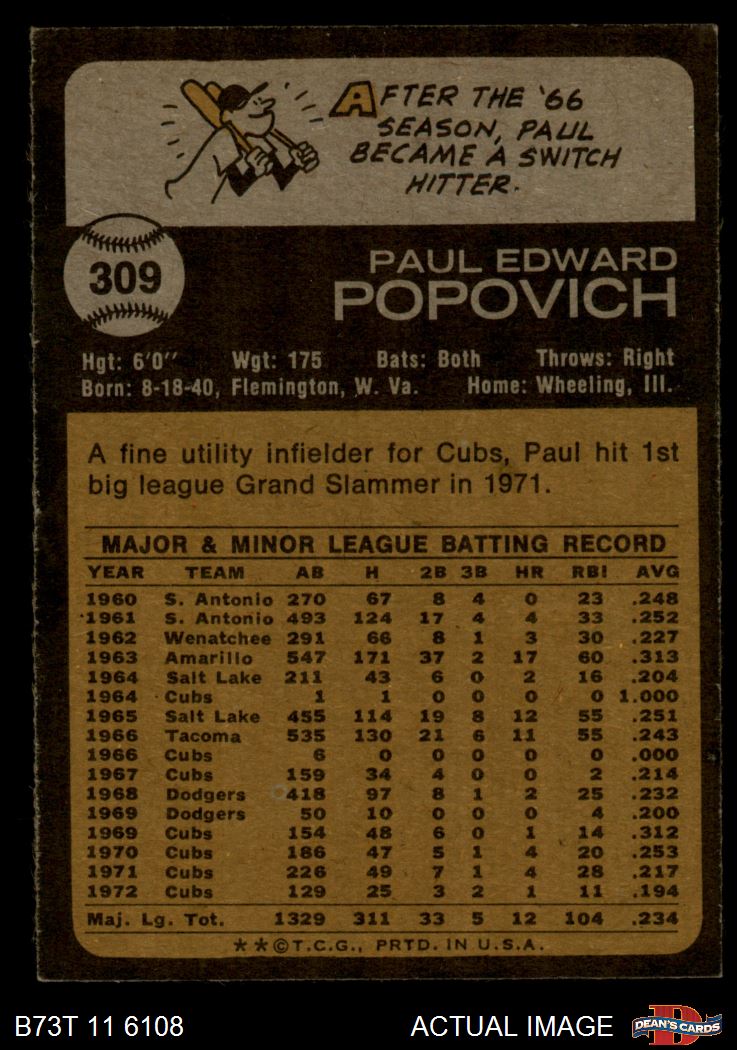 AFTER THE '66
SEASON, PAUL
BECAME A SWITCH
HITTER.
309
PAUL EDWARD
POPOVICH
Hgt: 6'0" Wgt: 175 Bats: Both Throws: Right
Born: 8-18-40, Flemington, W. Va. Home: Wheeling, Ill.
A fine utility infielder for Cubs, Paul hit 1st
big league Grand Slammer in 1971.
MAJOR & MINOR LEAGUE BATTING RECORD
YEAR TEAM AB H 2B 3B HR RBI AVG
1960 S. Antonio 270 67 8 4 0 23 .248
1961 S. Antonio 493 124 17 4 4 33 .252
1962 Wenatchee 291 66 8 1 3 30 .227
1963 Amarillo 547 171 37 2 17 60 .313
1964 Salt Lake 211 43 6 0 2 16 .204
1964 Cubs 1 1 0 0 0 0 1.000
1965 Salt Lake 455 114 19 8 12 55 .251
1966 Tacoma 535 130 21 6 11 55 .243
1966 Cubs 6 0 0 0 0 0 .000
1967 Cubs 159 34 4 0 0 2 .214
1968 Dodgers 418 97 8 1 2 25 .232
1969 Dodgers 50 10 0 0 0 4 .200
1969 Cubs 154 48 6 0 1 14 .312
1970 Cubs 186 47 5 1 4 20 .253
1971 Cubs 226 49 7 1 4 28 .217
1972 Cubs 129 25 3 2 1 11 .194
Maj. Lg. Tot. 1329 311 33 5 12 104 .234
**©T.C.G., PRTD. IN U.S.A.
B73T 11 6108 ACTUAL IMAGE DEAN'S CARDS